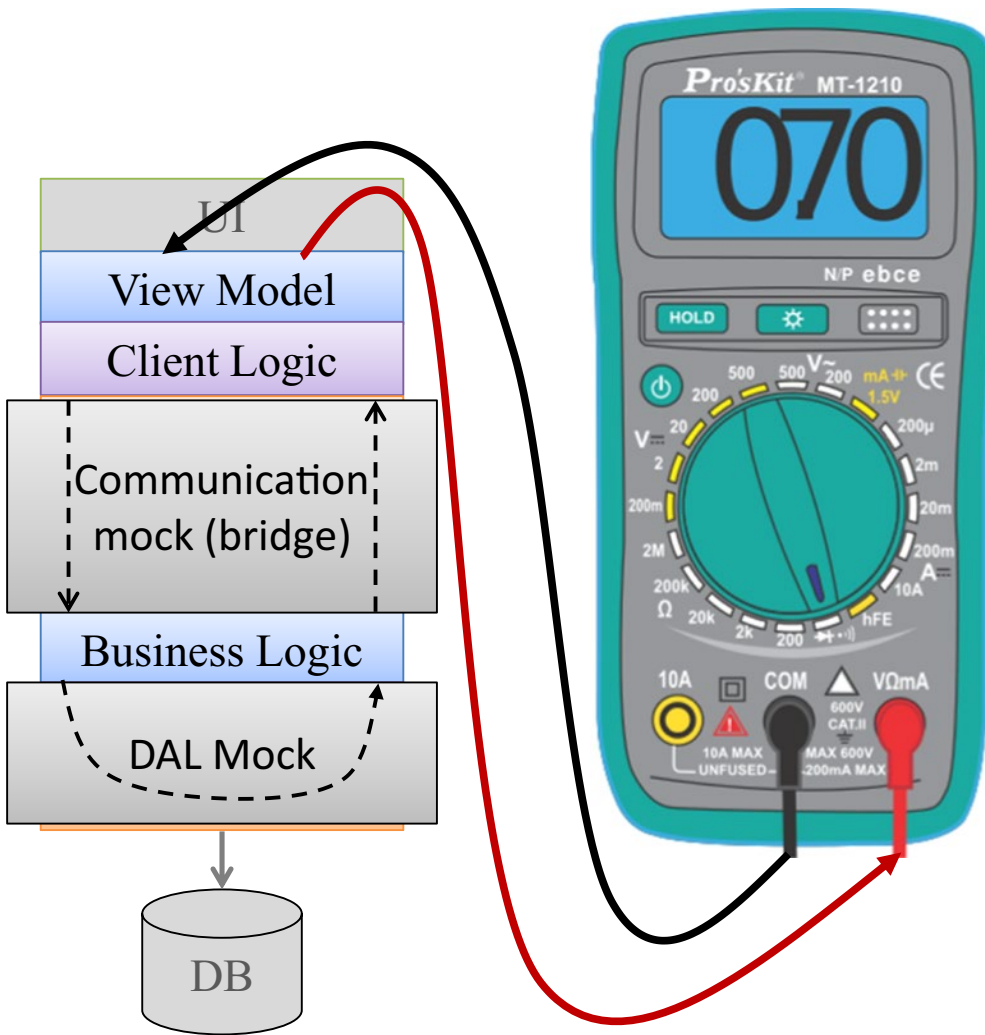 UI
View Model
Client Logic
Communication
mock (bridge)
Business Logic
DAL Mock
DB
Pro'sKit® MT-1210
070
N/P ebce
HOLD
500 500 V~ 200 mA 1.5V CE
200
20
V
2
200m
2M
200k
Ω
20k
2k
200
hFE
10A
A
200m
20m
2m
200µ
10A COM VΩmA
600V
CAT.II
10A MAX
UNFUSED
MAX 600V
200mA MAX